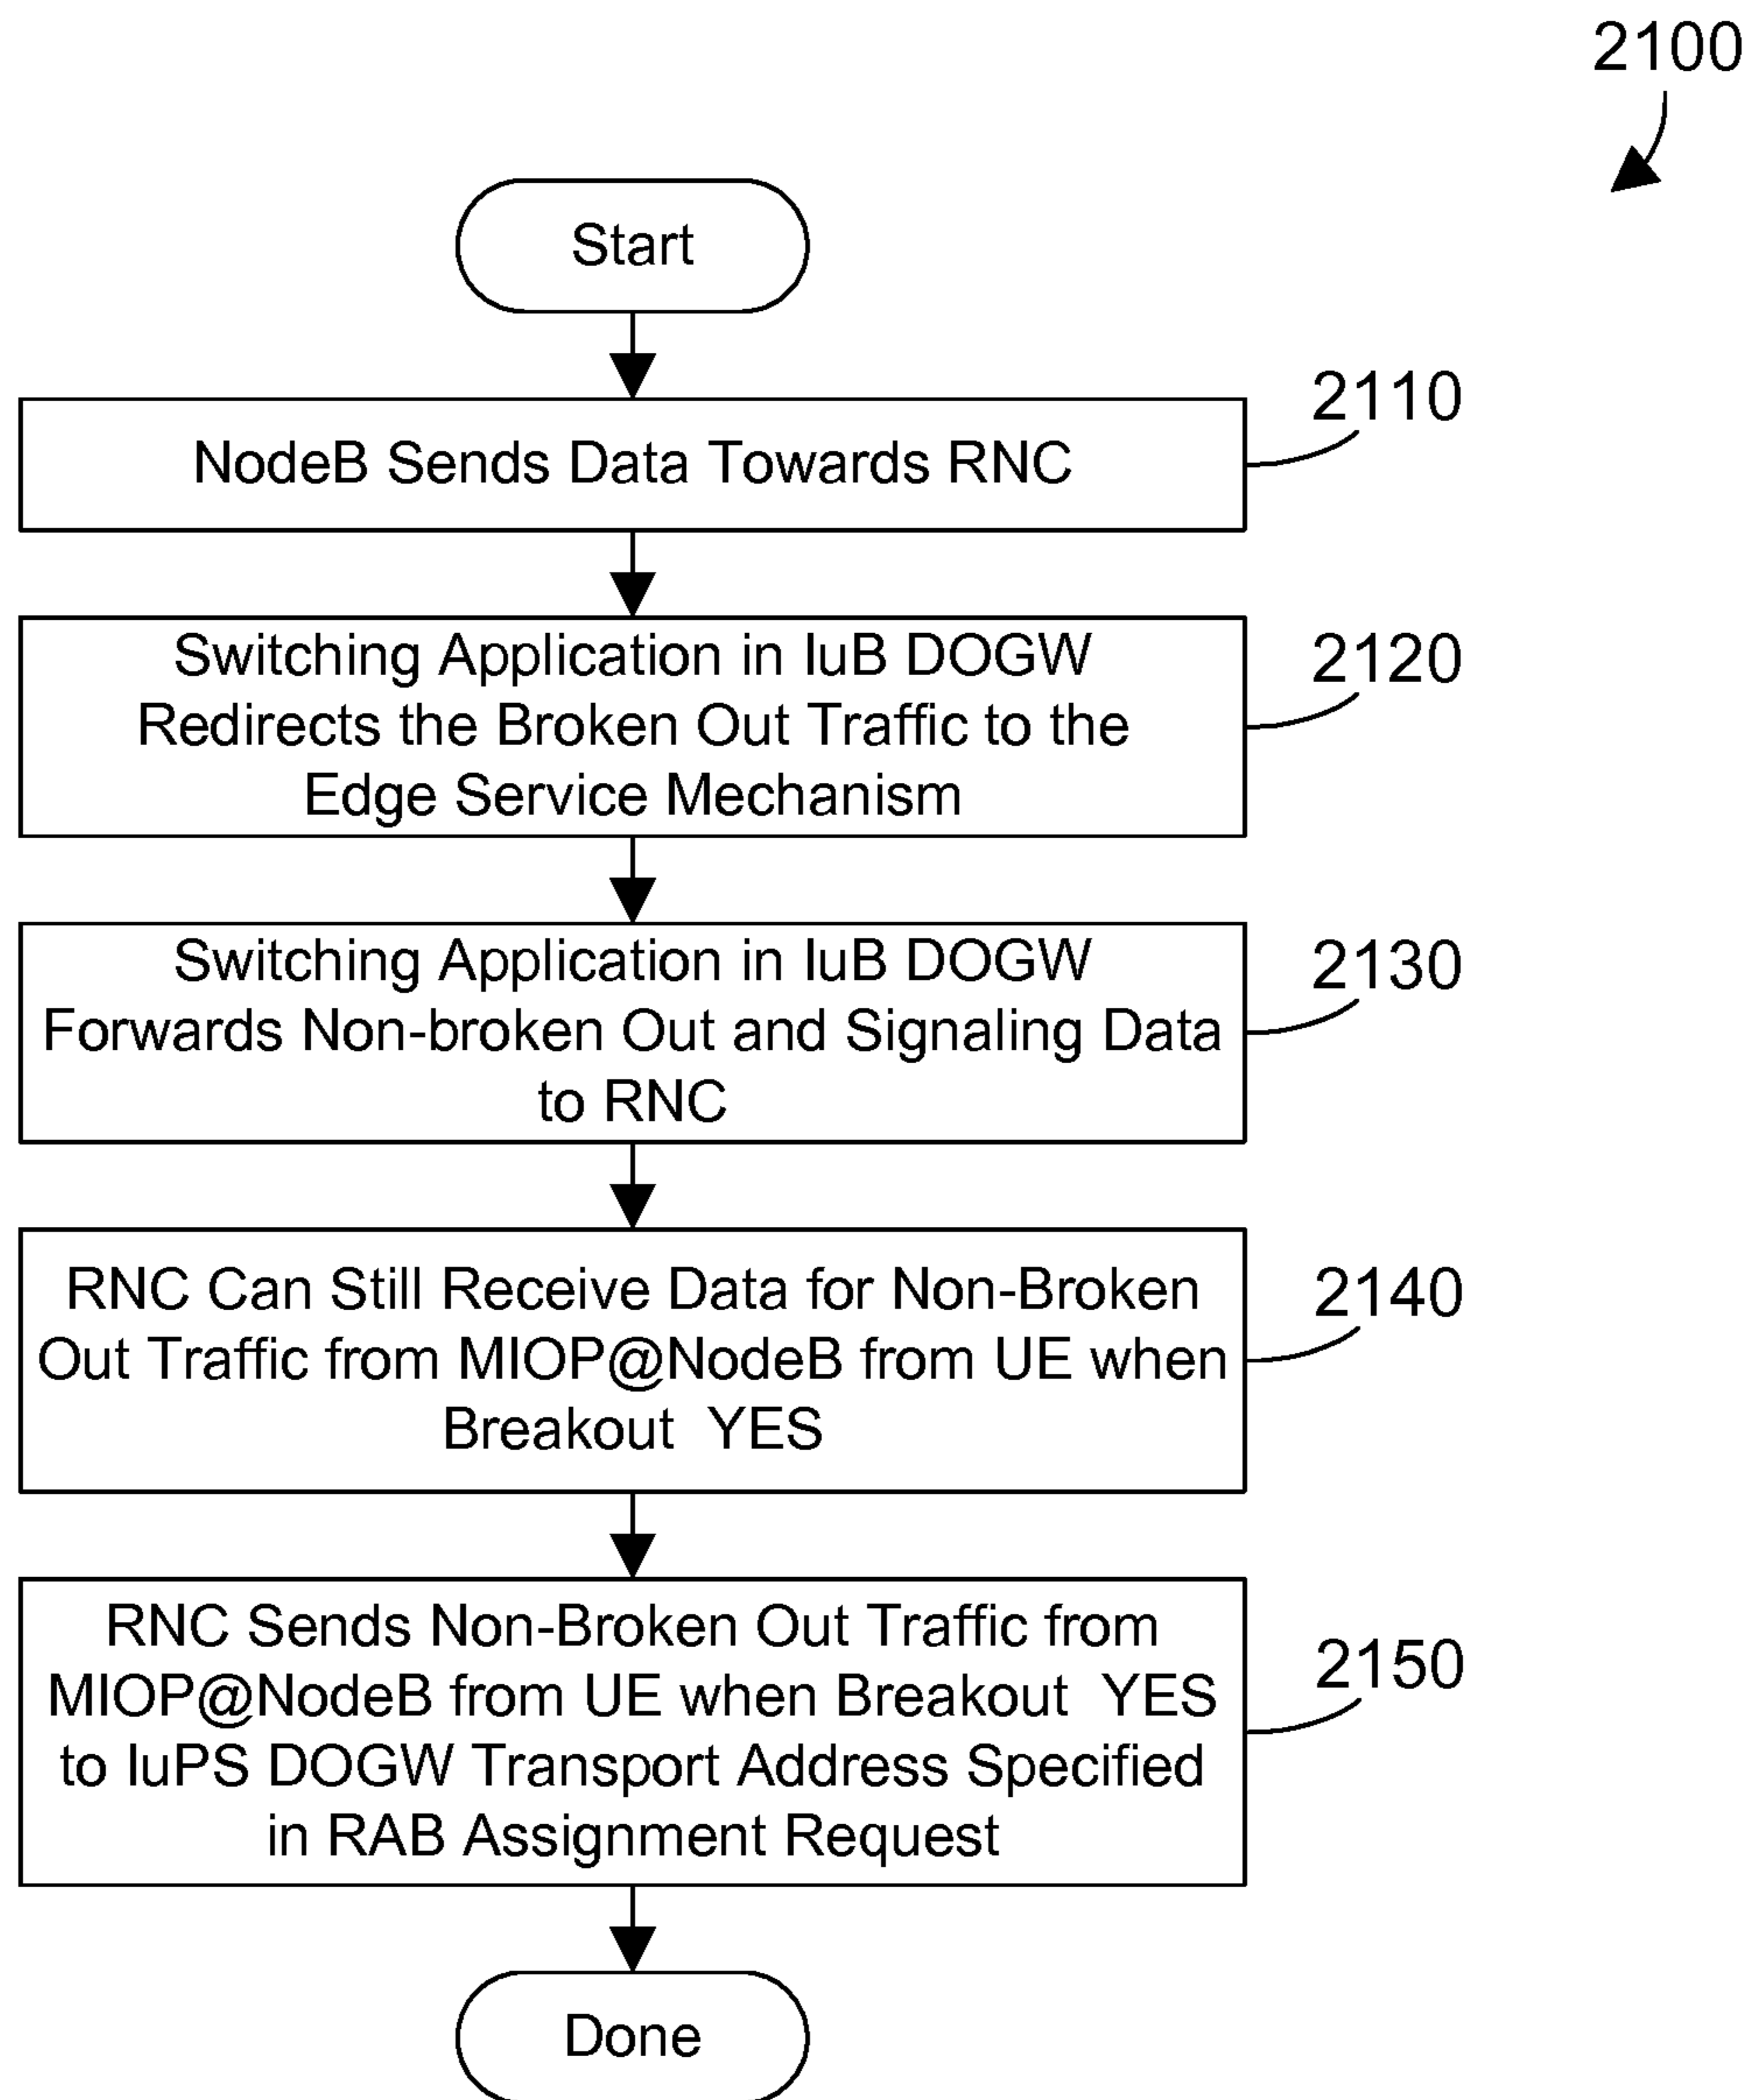 2100
Start
NodeB Sends Data Towards RNC
2110
Switching Application in IuB DOGW
Redirects the Broken Out Traffic to the
Edge Service Mechanism
2120
Switching Application in IuB DOGW
Forwards Non-broken Out and Signaling Data
to RNC
2130
RNC Can Still Receive Data for Non-Broken
Out Traffic from MIOP@NodeB from UE when
Breakout YES
2140
RNC Sends Non-Broken Out Traffic from
MIOP@NodeB from UE when Breakout YES
to IuPS DOGW Transport Address Specified
in RAB Assignment Request
2150
Done